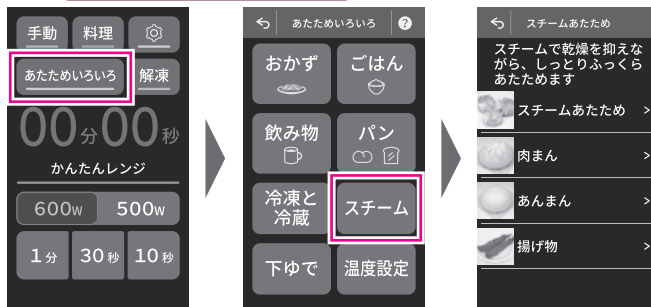 手動
料理
あたためいろいろ
解凍
00分00秒
かんたんレンジ
600W
500W
1分
30秒
10秒
あたためいろいろ
?
おかず
ごはん
飲み物
パン
冷凍と
冷蔵
スチーム
下ゆで
温度設定
スチームあたため
スチームで乾燥を抑えな
がら、しっとりふっくら
あたためます
スチームあたため
肉まん
あんまん
揚げ物